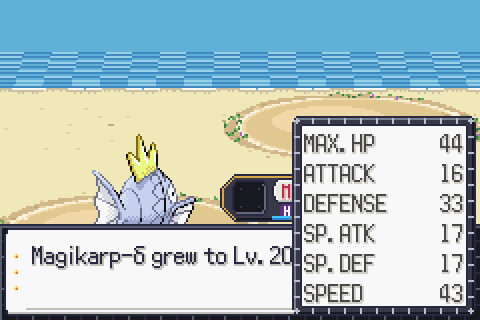 M
H
MAX. HP 44
ATTACK 16
DEFENSE 33
SP. ATK 17
SP. DEF 17
SPEED 43
Magikarp-δ grew to Lv. 20